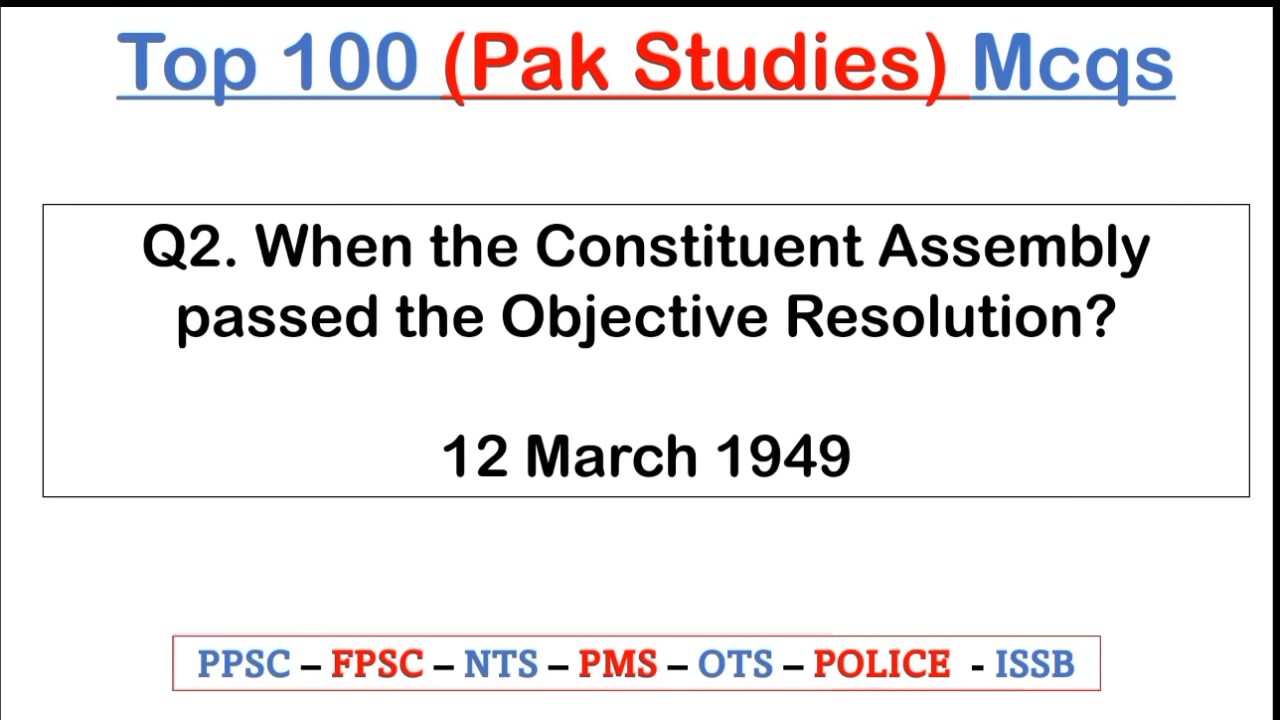 Top 100 (Pak Studies) Mcqs
Q2. When the Constituent Assembly
passed the Objective Resolution?
12 March 1949
PPSC – FPSC – NTS – PMS – OTS – POLICE - ISSB